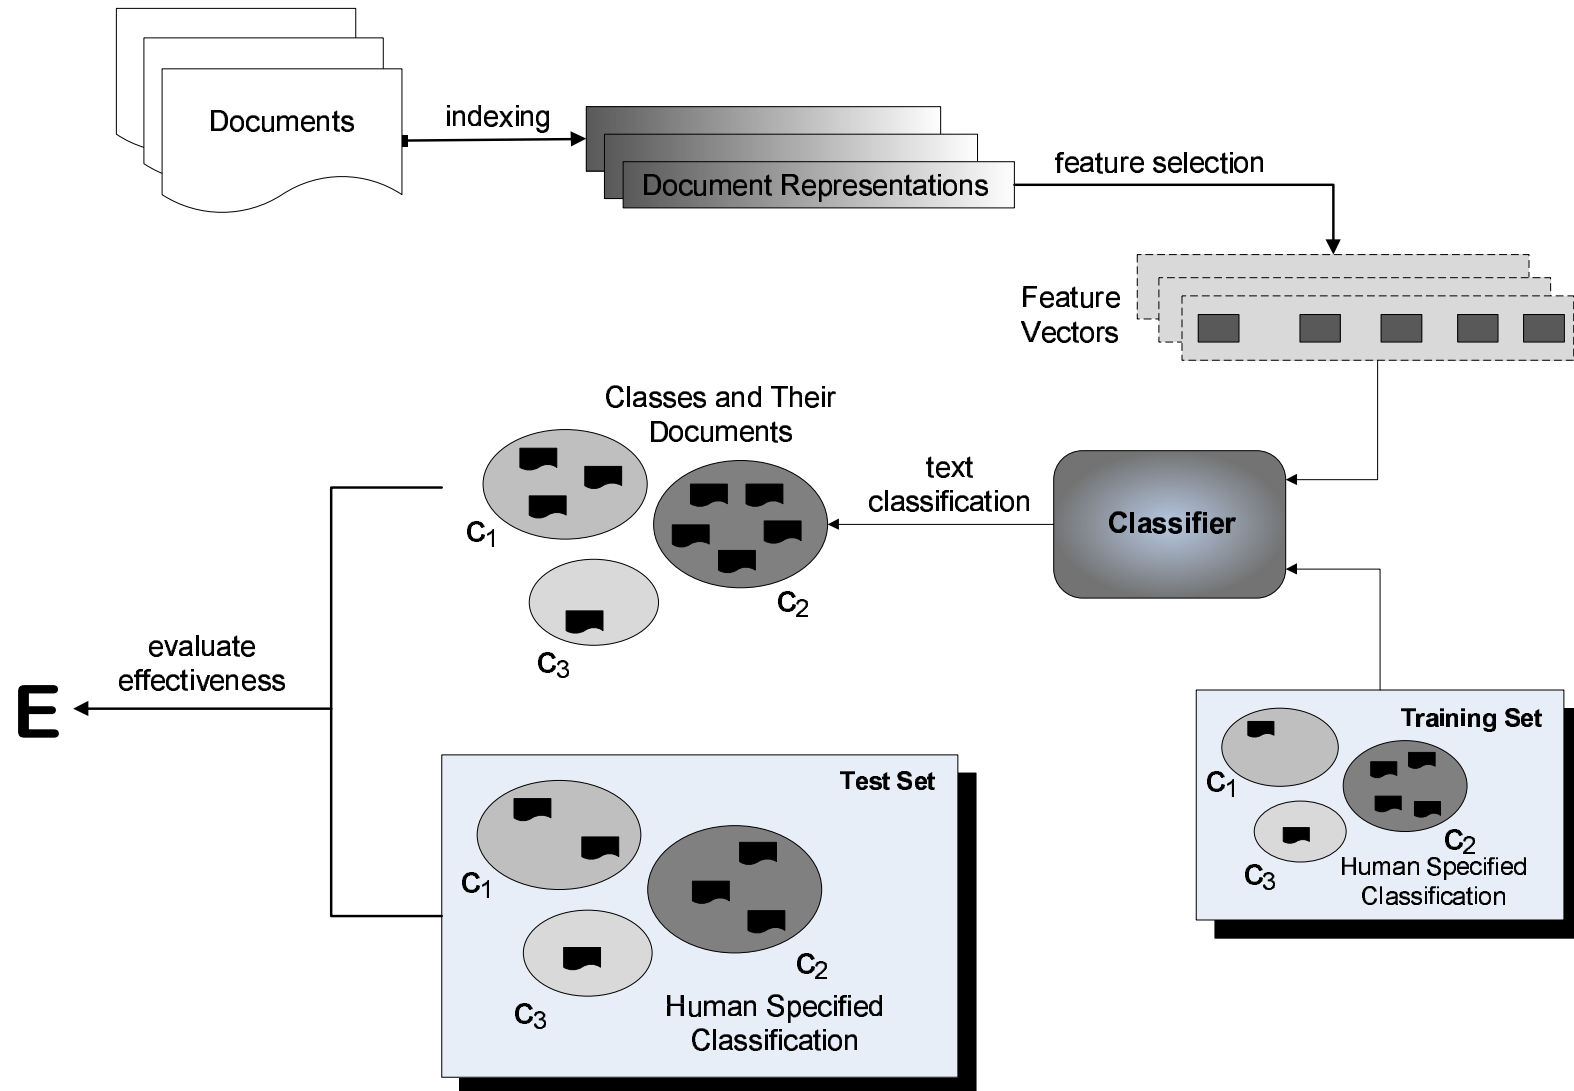 Documents
indexing
Document Representations
feature selection
Feature
Vectors
Classes and Their
Documents
C1
C2
C3
text
classification
Classifier
evaluate
effectiveness
E
Test Set
C1
C2
C3
Human Specified
Classification
Training Set
C1
C2
C3
Human Specified
Classification